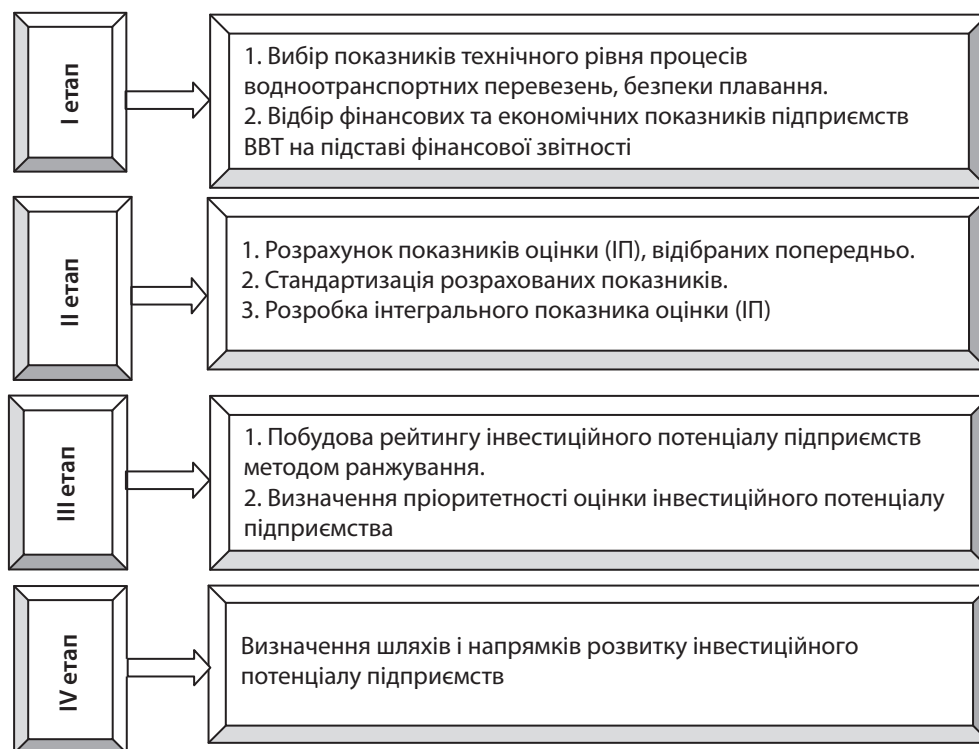 І етап
1. Вибір показників технічного рівня процесів
водноотранспортних перевезень, безпеки плавання.
2. Відбір фінансових та економічних показників підприємств
ВВТ на підставі фінансової звітності
ІІ етап
1. Розрахунок показників оцінки (ІП), відібраних попередньо.
2. Стандартизація розрахованих показників.
3. Розробка інтегрального показника оцінки (ІП)
ІІІ етап
1. Побудова рейтингу інвестиційного потенціалу підприємств
методом ранжування.
2. Визначення пріоритетності оцінки інвестиційного потенціалу
підприємства
IV етап
Визначення шляхів і напрямків розвитку інвестиційного
потенціалу підприємств